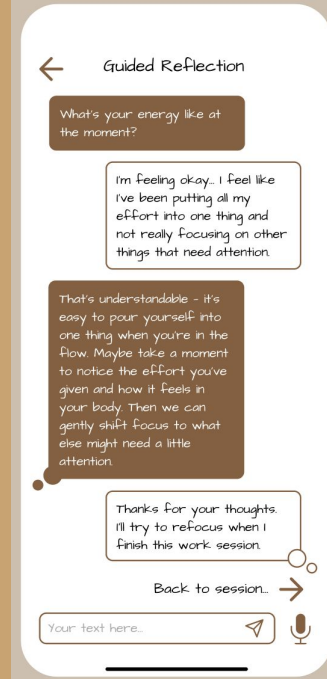 Guided Reflection
What's your energy like at
the moment?
I'm feeling okay... I feel like
I've been putting all my
effort into one thing and
not really focusing on other
things that need attention.
That's understandable - it's
easy to pour yourself into
one thing when you're in the
flow. Maybe take a moment
to notice the effort you've
given and how it feels in
your body. Then we can
gently shift focus to what
else might need a little
attention.
Thanks for your thoughts.
I'll try to refocus when I
finish this work session.
Back to session...
Your text here...